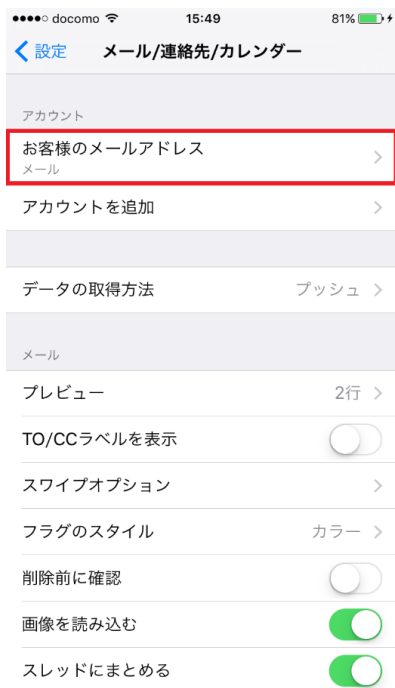 docomo 15:49 81%
設定 メール/連絡先/カレンダー
アカウント
お客様のメールアドレス
メール
アカウントを追加
データの取得方法 プッシュ
メール
プレビュー 2行
TO/CCラベルを表示
スワイプオプション
フラグのスタイル カラー
削除前に確認
画像を読み込む
スレッドにまとめる